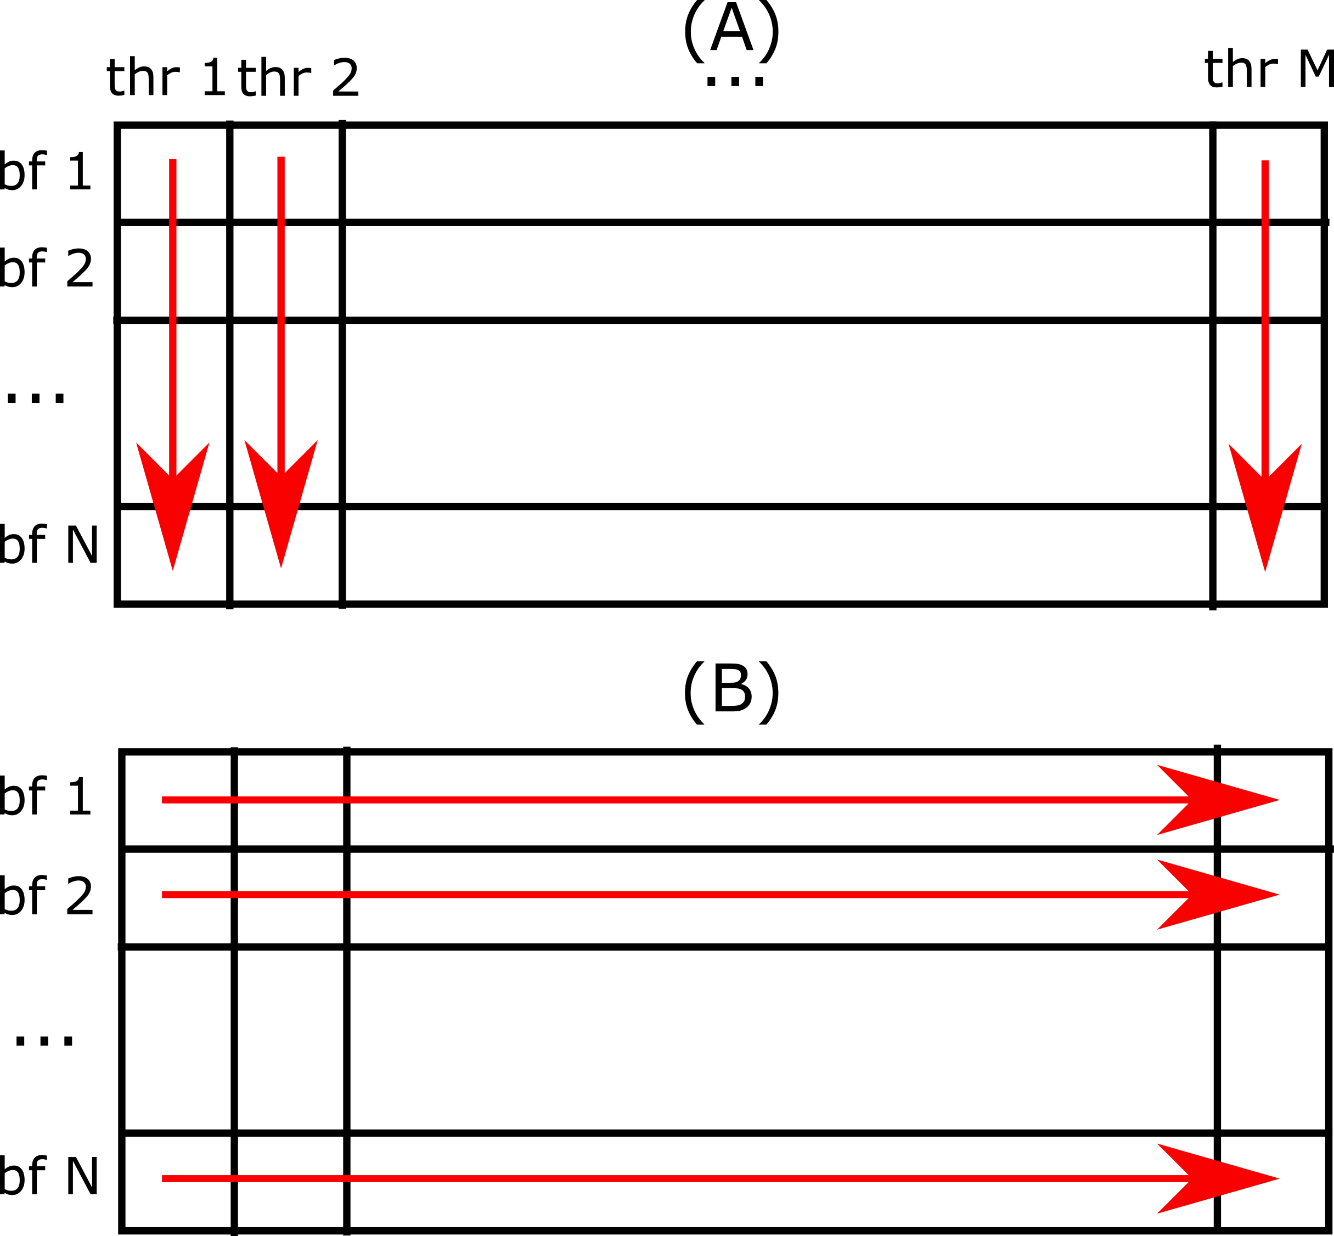 (A)
thr 1 thr 2 ... thr M
bf 1
bf 2
...
bf N
(B)
bf 1
bf 2
...
bf N